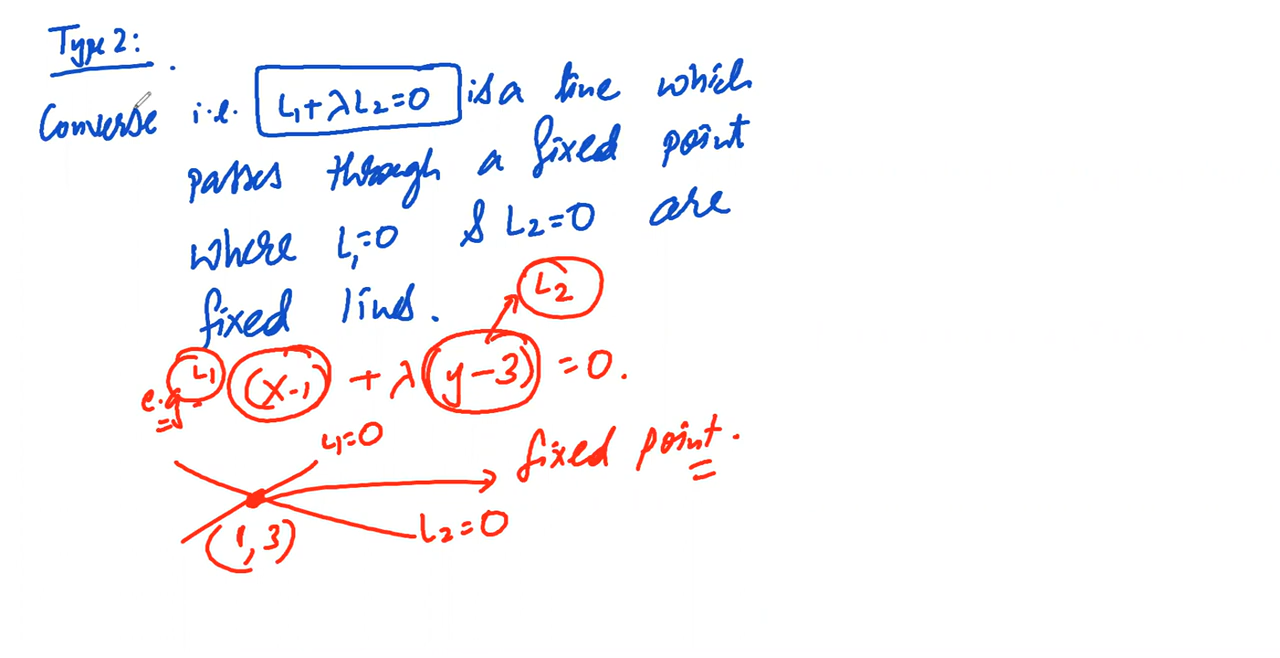 Type 2:
Converse i.e. L₁+λL₂=0 is a line which
passes through a fixed point
where L₁=0 & L₂=0 are
fixed lines.
L₂
e.g. L₁ (x-1) + λ(y-3) =0.
L₁=0
fixed point.
L₂=0
(1,3)